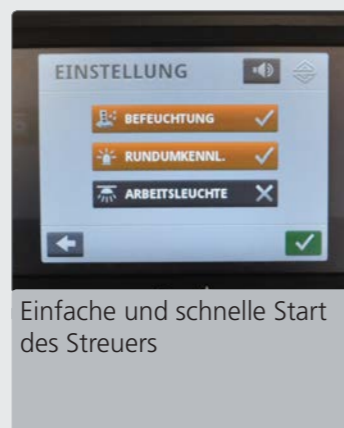 EINSTELLUNG
BEFEUCHTUNG
RUNDUMKENNL.
ARBEITSLEUCHTE
Einfache und schnelle Start
des Streuers